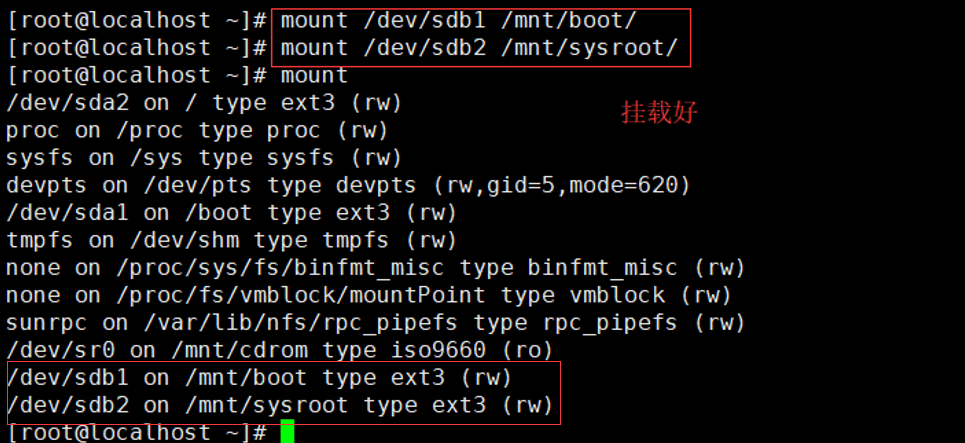 [root@localhost ~]# mount /dev/sdb1 /mnt/boot/
[root@localhost ~]# mount /dev/sdb2 /mnt/sysroot/
[root@localhost ~]# mount
/dev/sda2 on / type ext3 (rw)
挂载好
proc on /proc type proc (rw)
sysfs on /sys type sysfs (rw)
devpts on /dev/pts type devpts (rw,gid=5,mode=620)
/dev/sda1 on /boot type ext3 (rw)
tmpfs on /dev/shm type tmpfs (rw)
none on /proc/sys/fs/binfmt_misc type binfmt_misc (rw)
none on /proc/fs/vmblock/mountPoint type vmblock (rw)
sunrpc on /var/lib/nfs/rpc_pipefs type rpc_pipefs (rw)
/dev/sr0 on /mnt/cdrom type iso9660 (ro)
/dev/sdb1 on /mnt/boot type ext3 (rw)
/dev/sdb2 on /mnt/sysroot type ext3 (rw)
[root@localhost ~]#